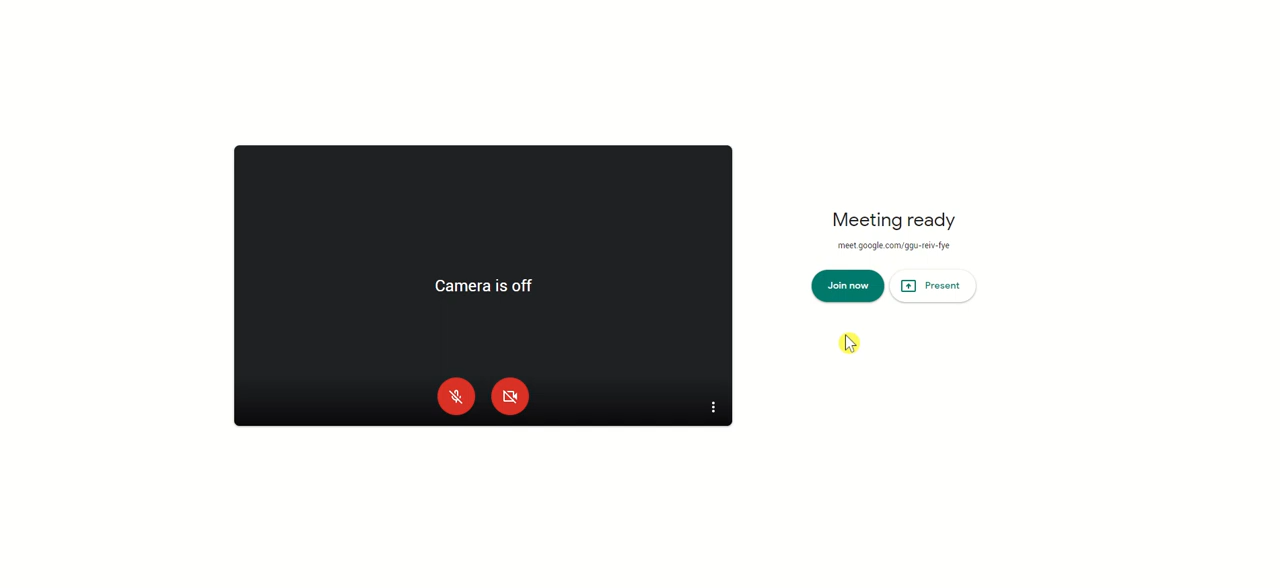 Meeting ready
meet.google.com/ggu-reiv-fye
Camera is off
Join now
Present